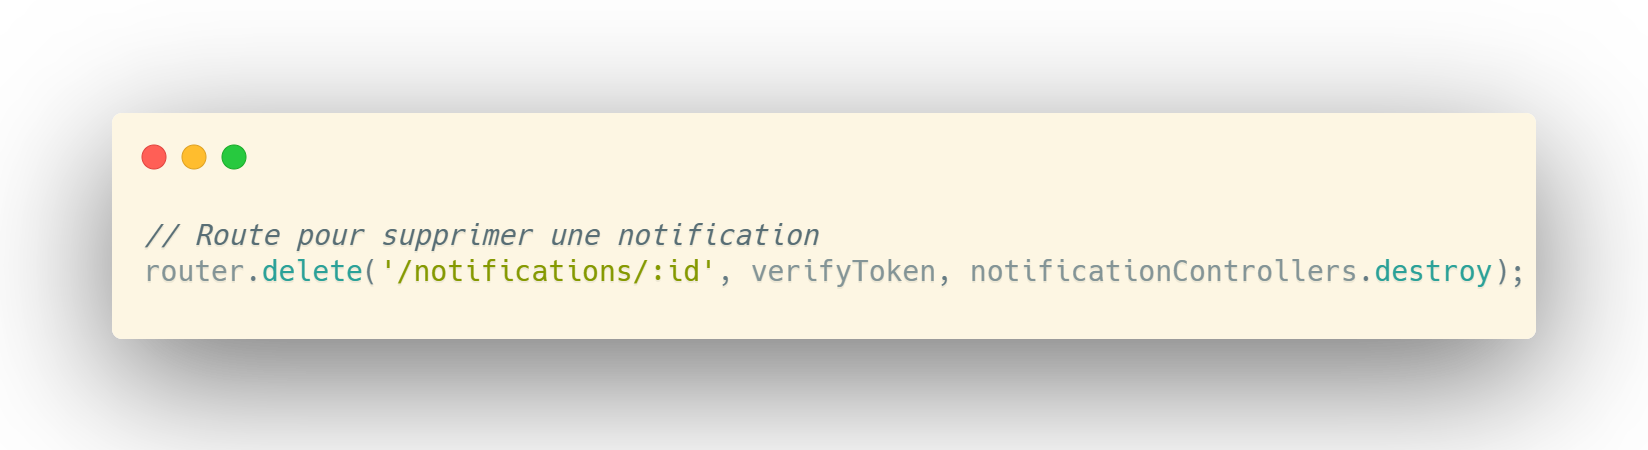 // Route pour supprimer une notification
router.delete('/notifications/:id', verifyToken, notificationControllers.destroy);